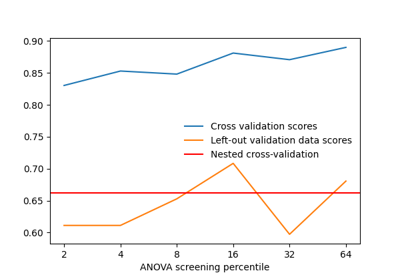 0.90
0.85
0.80
0.75
0.70
0.65
0.60
Cross validation scores
Left-out validation data scores
Nested cross-validation
2 4 8 16 32 64
ANOVA screening percentile